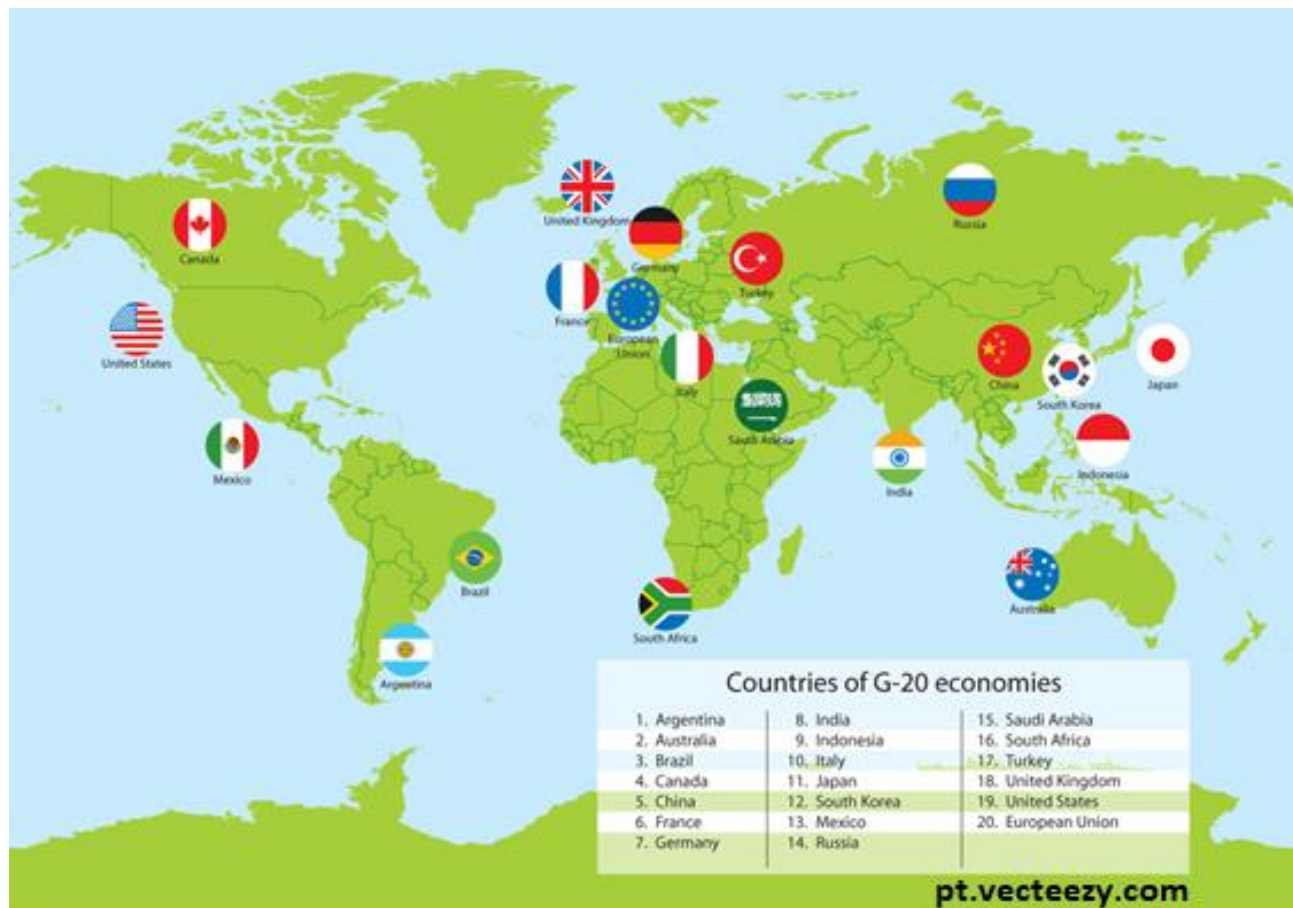 United Kingdom
Russia
Germany
Canada
Turkey
France
European
Union
United States
Italy
China
South Korea
Japan
South Arabia
Mexico
India
Indonesia
Brazil
Australia
South Africa
Argentina
Countries of G-20 economies
1. Argentina
2. Australia
3. Brazil
4. Canada
5. China
6. France
7. Germany
8. India
9. Indonesia
10. Italy
11. Japan
12. South Korea
13. Mexico
14. Russia
15. Saudi Arabia
16. South Africa
17. Turkey
18. United Kingdom
19. United States
20. European Union
pt.vecteezy.com